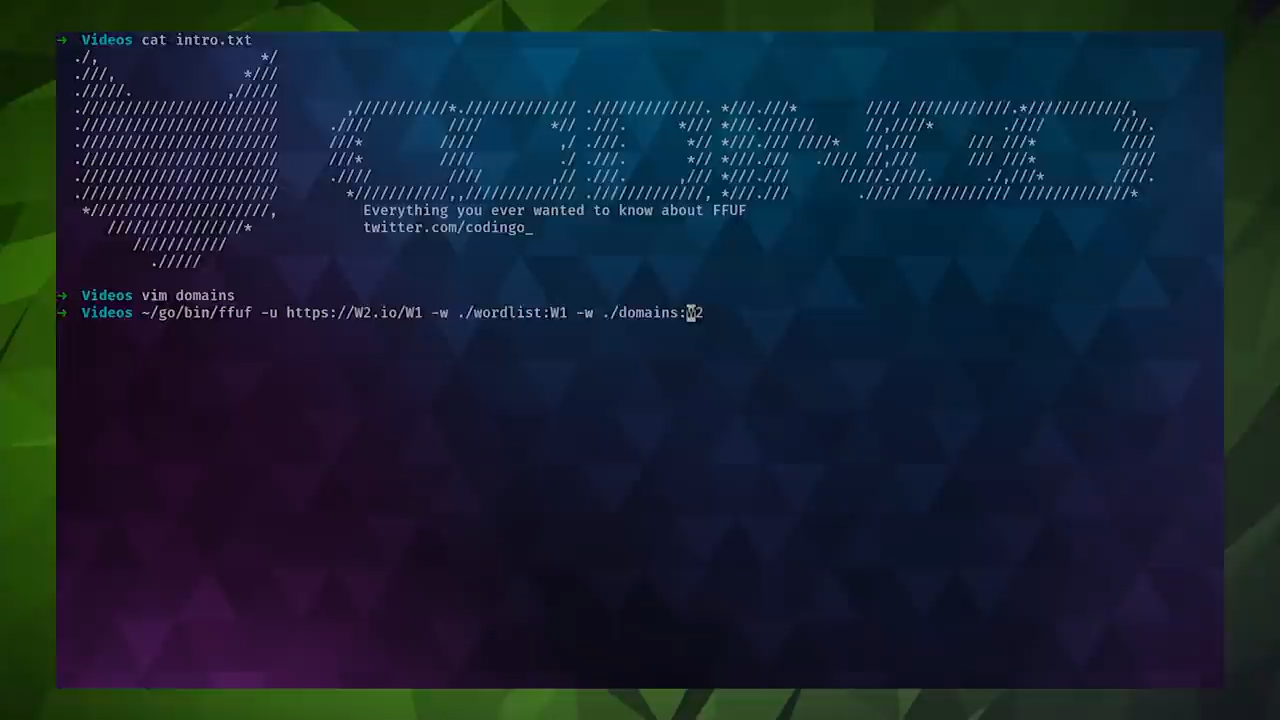 → Videos cat intro.txt
CODINGO
Everything you ever wanted to know about FFUF
twitter.com/codingo_
→ Videos vim domains
→ Videos ~/go/bin/ffuf -u https://W2.io/W1 -w ./wordlist:W1 -w ./domains:W2